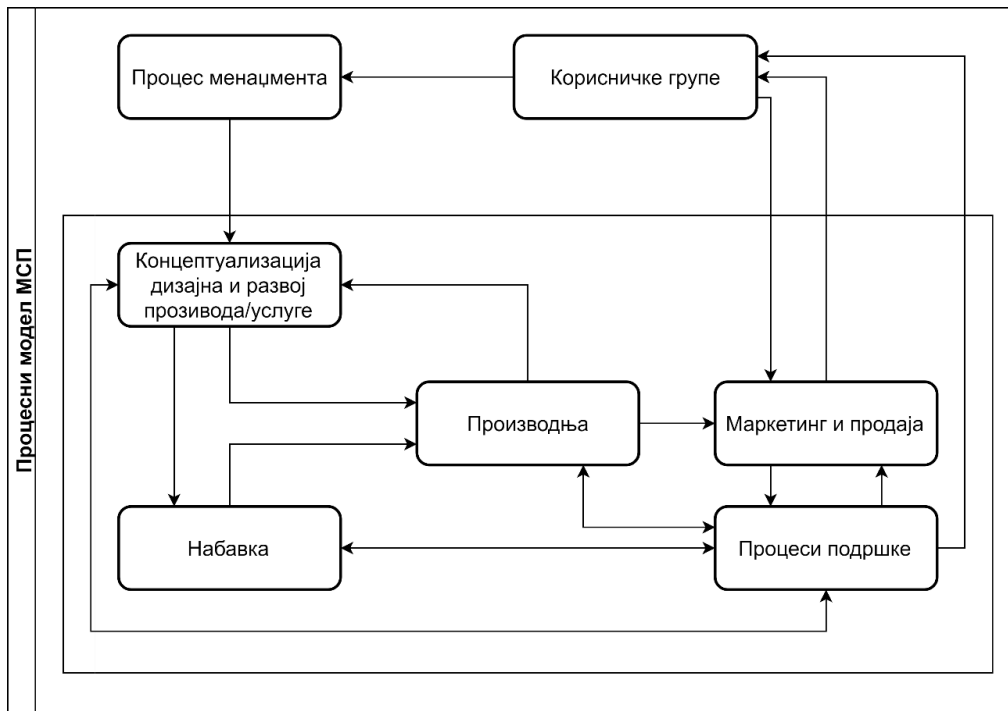 Процесни модел МСП
Процес менаџмента
Корисничке групе
Концептуализација
дизајна и развој
прозивода/услуге
Производња
Маркетинг и продаја
Набавка
Процеси подршке